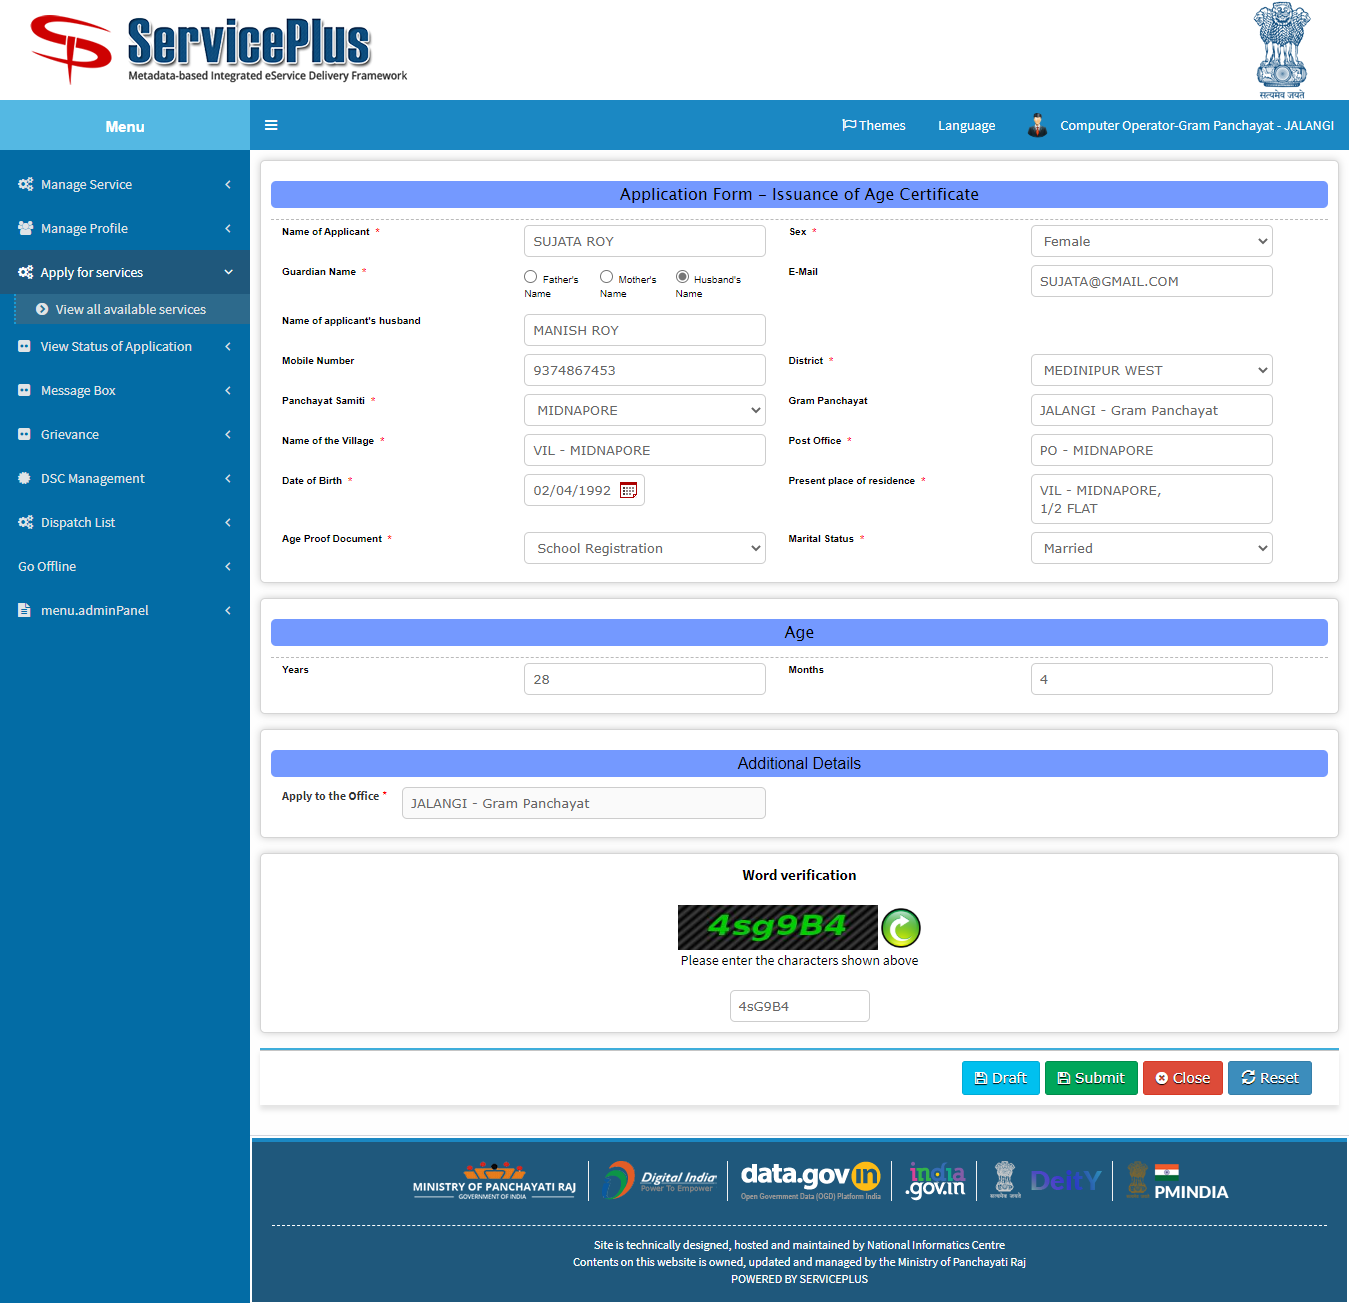 ServicePlus
Metadata-based Integrated eService Delivery Framework
सत्यमेव जयते
Menu
Themes Language Computer Operator-Gram Panchayat - JALANGI
Manage Service
Manage Profile
Apply for services
View all available services
View Status of Application
Message Box
Grievance
DSC Management
Dispatch List
Go Offline
menu.adminPanel
Application Form – Issuance of Age Certificate
Name of Applicant * SUJATA ROY Sex * Female
Guardian Name * Father's Name Mother's Name Husband's Name E-Mail SUJATA@GMAIL.COM
Name of applicant's husband MANISH ROY
Mobile Number 9374867453 District * MEDINIPUR WEST
Panchayat Samiti * MIDNAPORE Gram Panchayat JALANGI - Gram Panchayat
Name of the Village * VIL - MIDNAPORE Post Office * PO - MIDNAPORE
Date of Birth * 02/04/1992 Present place of residence * VIL - MIDNAPORE,
1/2 FLAT
Age Proof Document * School Registration Marital Status * Married
Age
Years 28 Months 4
Additional Details
Apply to the Office * JALANGI - Gram Panchayat
Word verification
4sg9B4
Please enter the characters shown above
4sG9B4
Draft Submit Close Reset
MINISTRY OF PANCHAYATI RAJ
GOVERNMENT OF INDIA
Digital India
Power To Empower
data.gov in
Open Government Data (OGD) Platform India
india
.gov.in
सत्यमेव जयते
DeitY
PMINDIA
Site is technically designed, hosted and maintained by National Informatics Centre
Contents on this website is owned, updated and managed by the Ministry of Panchayati Raj
POWERED BY SERVICEPLUS